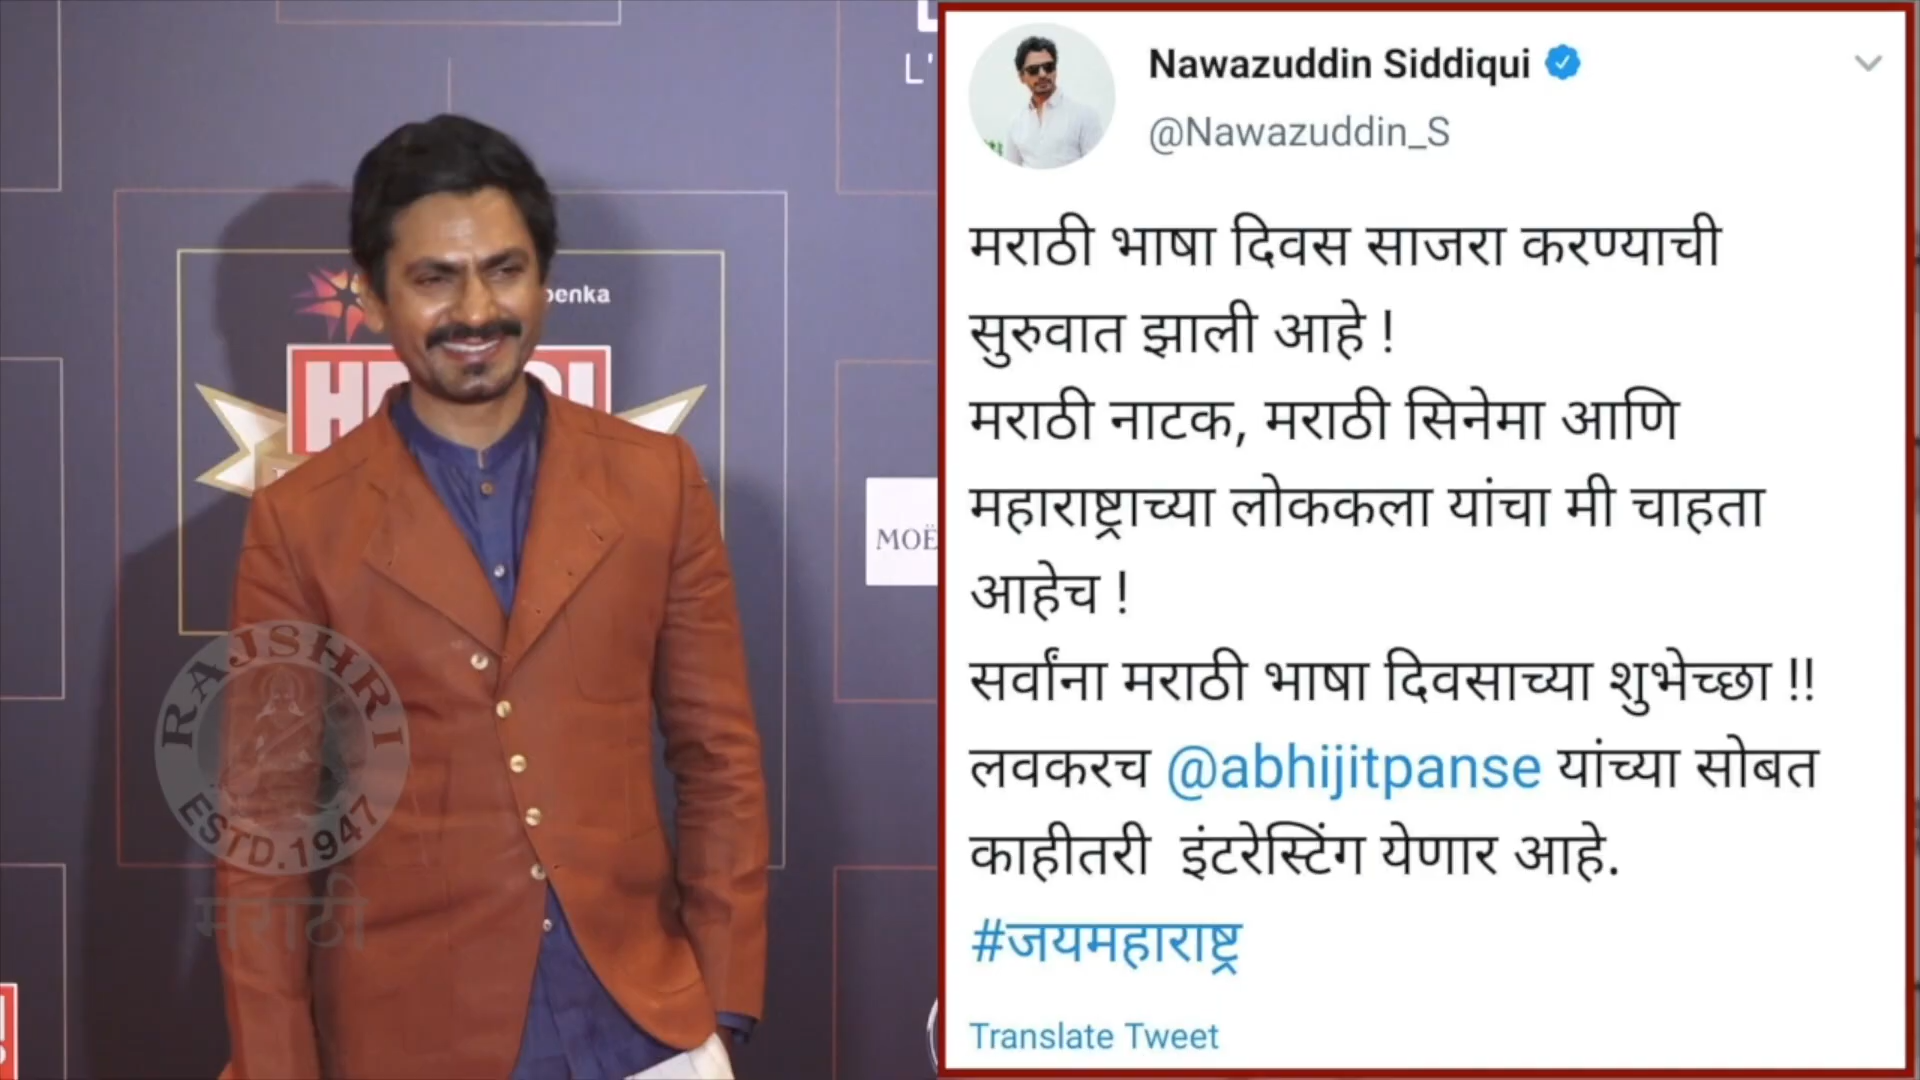 L'
penka
MOË
RAJSHRI
ESTD.1947
मराठी
Nawazuddin Siddiqui
@Nawazuddin_S
मराठी भाषा दिवस साजरा करण्याची
सुरुवात झाली आहे !
मराठी नाटक, मराठी सिनेमा आणि
महाराष्ट्राच्या लोककला यांचा मी चाहता
आहेच !
सर्वांना मराठी भाषा दिवसाच्या शुभेच्छा !!
लवकरच @abhijitpanse यांच्या सोबत
काहीतरी इंटरेस्टिंग येणार आहे.
#जयमहाराष्ट्र
Translate Tweet